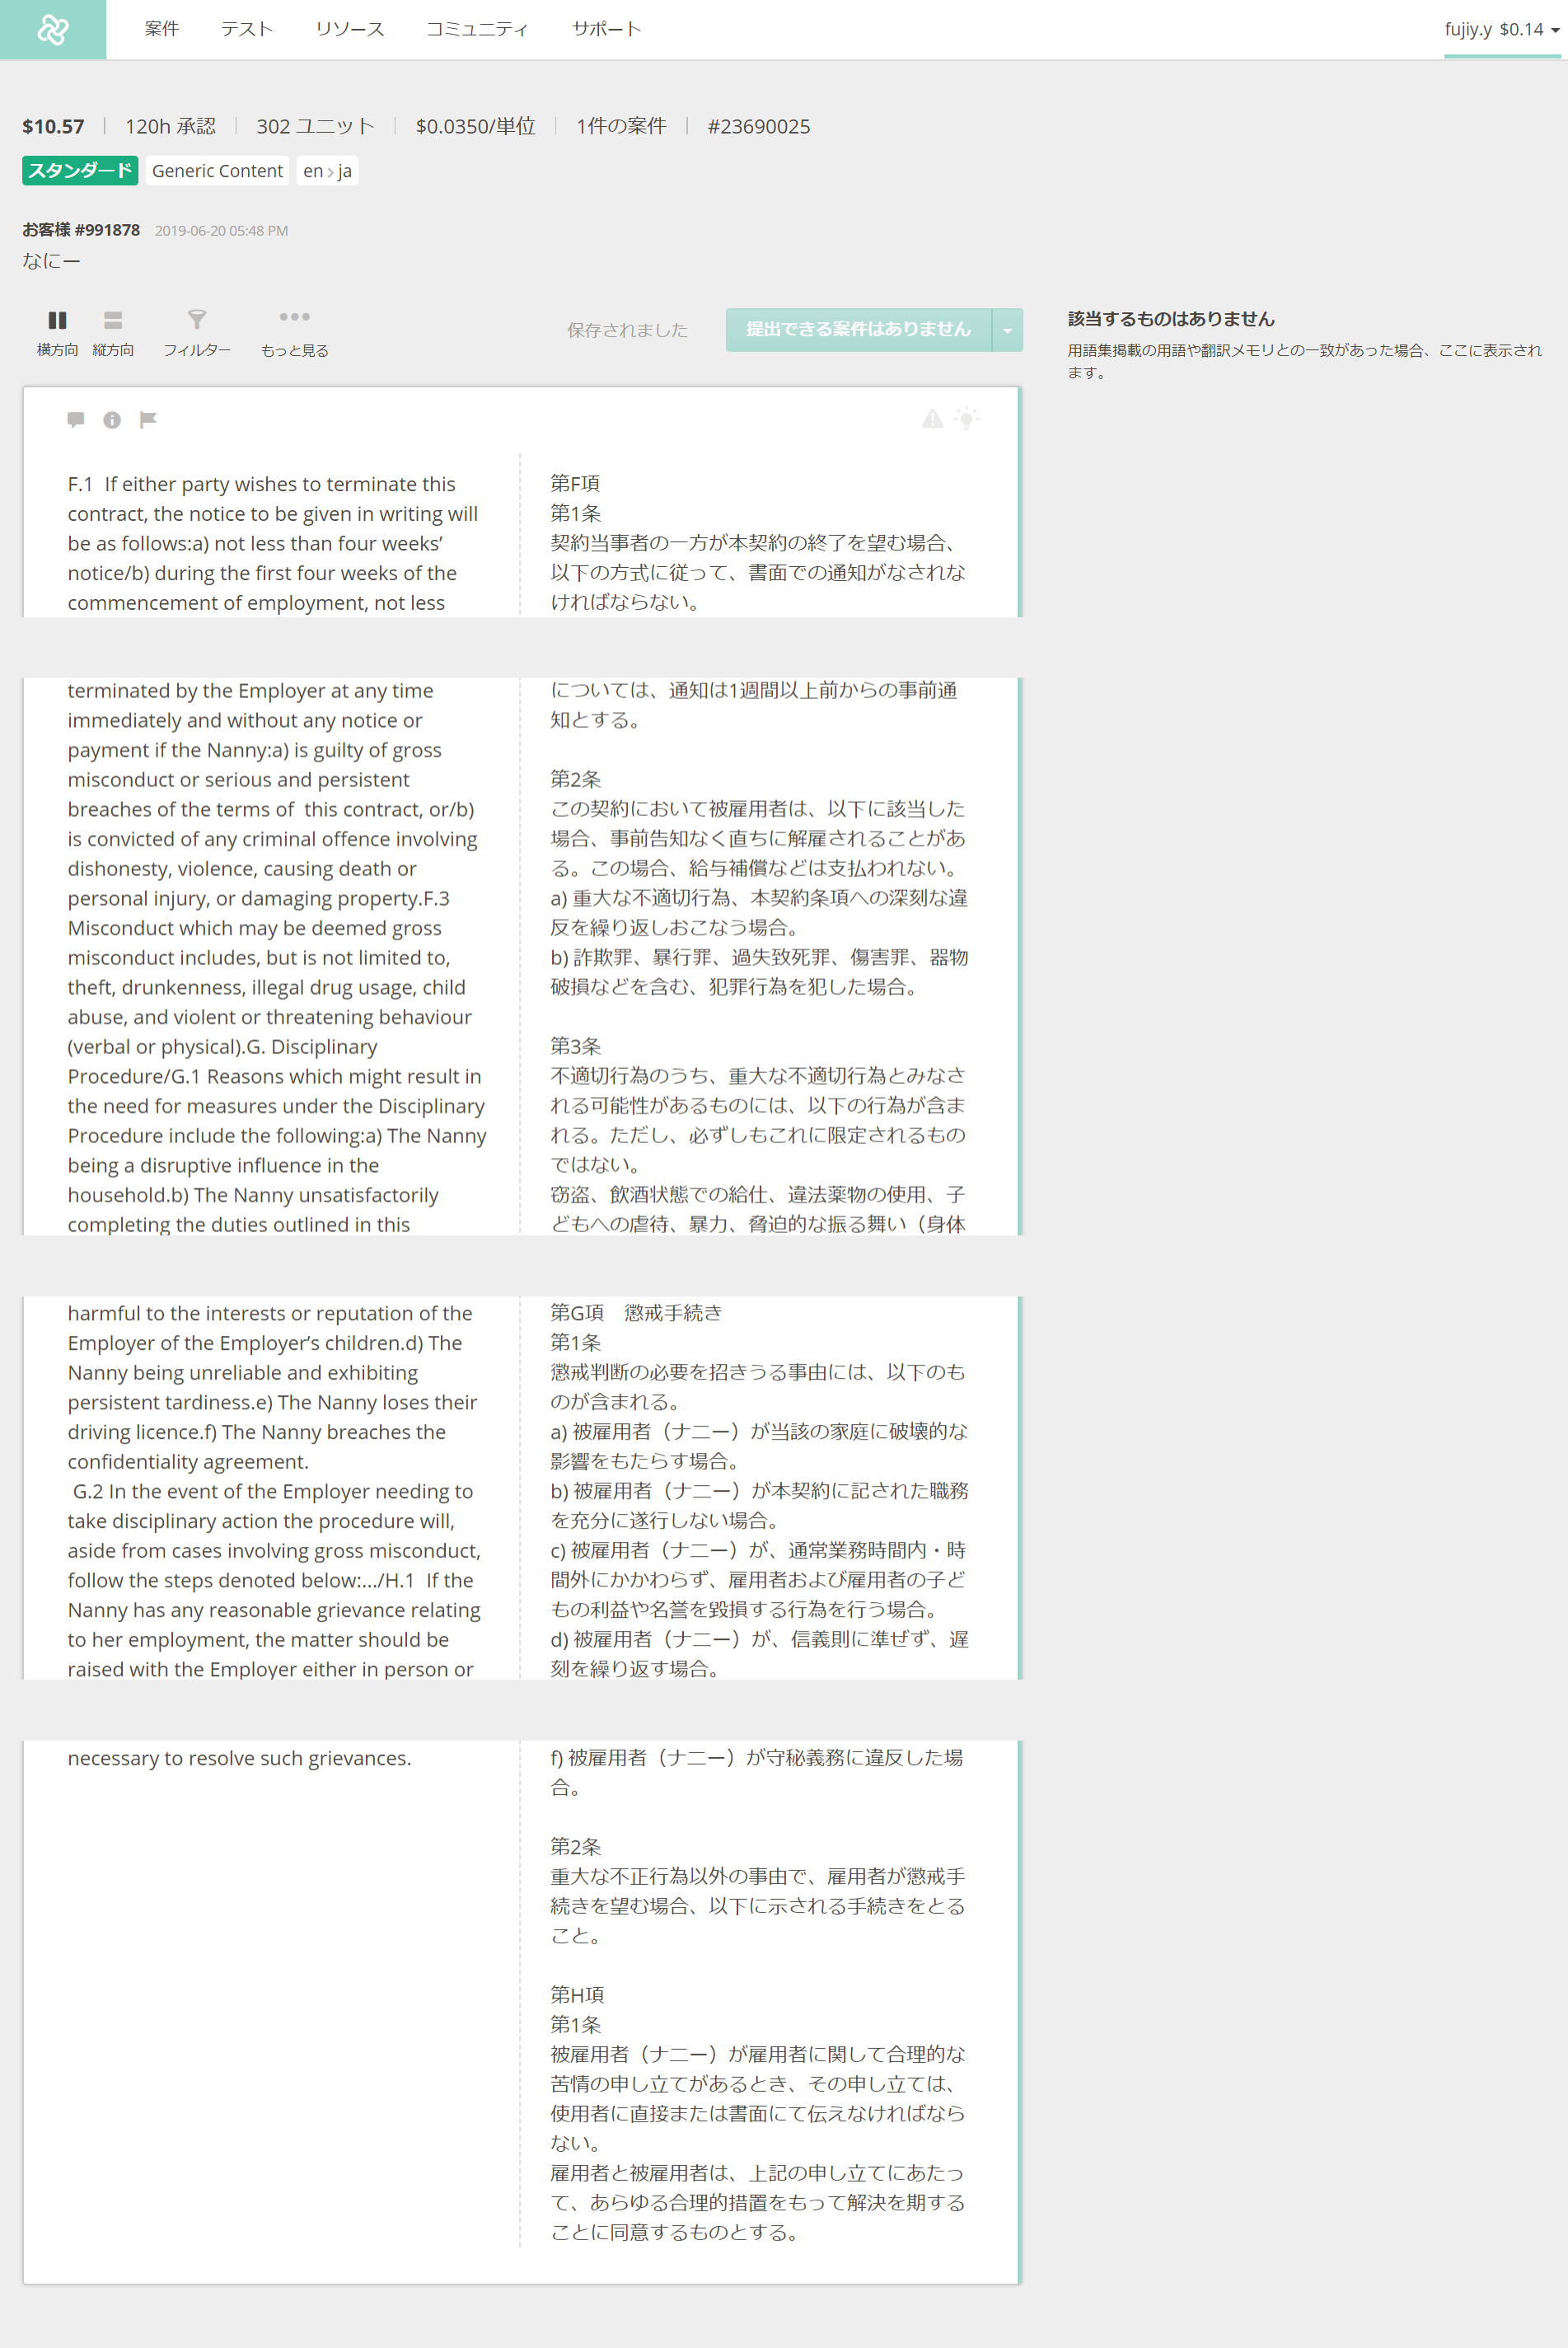 案件 テスト リソース コミュニティ サポート fujiy.y $0.14
$10.57 120h 承認 302 ユニット $0.0350/単位 1件の案件 #23690025
スタンダード Generic Content en > ja
お客様 #991878 2019-06-20 05:48 PM
なにー
横方向 縦方向 フィルター もっと見る 保存されました 提出できる案件はありません
該当するものはありません
用語集掲載の用語や翻訳メモリとの一致があった場合、ここに表示され
ます。
F.1 If either party wishes to terminate this
contract, the notice to be given in writing will
be as follows:a) not less than four weeks’
notice/b) during the first four weeks of the
commencement of employment, not less
第F項
第1条
契約当事者の一方が本契約の終了を望む場合、
以下の方式に従って、書面での通知がなされな
ければならない。
terminated by the Employer at any time
immediately and without any notice or
payment if the Nanny:a) is guilty of gross
misconduct or serious and persistent
breaches of the terms of this contract, or/b)
is convicted of any criminal offence involving
dishonesty, violence, causing death or
personal injury, or damaging property.F.3
Misconduct which may be deemed gross
misconduct includes, but is not limited to,
theft, drunkenness, illegal drug usage, child
abuse, and violent or threatening behaviour
(verbal or physical).G. Disciplinary
Procedure/G.1 Reasons which might result in
the need for measures under the Disciplinary
Procedure include the following:a) The Nanny
being a disruptive influence in the
household.b) The Nanny unsatisfactorily
completing the duties outlined in this
については、通知は1週間以上前からの事前通
知とする。
第2条
この契約において被雇用者は、以下に該当した
場合、事前告知なく直ちに解雇されることがあ
る。この場合、給与補償などは支払われない。
a) 重大な不適切行為、本契約条項への深刻な違
反を繰り返しおこなう場合。
b) 詐欺罪、暴行罪、過失致死罪、傷害罪、器物
破損などを含む、犯罪行為を犯した場合。
第3条
不適切行為のうち、重大な不適切行為とみなさ
れる可能性があるものには、以下の行為が含ま
れる。ただし、必ずしもこれに限定されるもの
ではない。
窃盗、飲酒状態での給仕、違法薬物の使用、子
どもへの虐待、暴力、脅迫的な振る舞い（身体
harmful to the interests or reputation of the
Employer of the Employer’s children.d) The
Nanny being unreliable and exhibiting
persistent tardiness.e) The Nanny loses their
driving licence.f) The Nanny breaches the
confidentiality agreement.
G.2 In the event of the Employer needing to
take disciplinary action the procedure will,
aside from cases involving gross misconduct,
follow the steps denoted below:.../H.1 If the
Nanny has any reasonable grievance relating
to her employment, the matter should be
raised with the Employer either in person or
第G項　懲戒手続き
第1条
懲戒判断の必要を招きうる事由には、以下のも
のが含まれる。
a) 被雇用者（ナニー）が当該の家庭に破壊的な
影響をもたらす場合。
b) 被雇用者（ナニー）が本契約に記された職務
を充分に遂行しない場合。
c) 被雇用者（ナニー）が、通常業務時間内・時
間外にかかわらず、雇用者および雇用者の子ど
もの利益や名誉を毀損する行為を行う場合。
d) 被雇用者（ナニー）が、信義則に準ぜず、遅
刻を繰り返す場合。
necessary to resolve such grievances.
f) 被雇用者（ナニー）が守秘義務に違反した場
合。
第2条
重大な不正行為以外の事由で、雇用者が懲戒手
続きを望む場合、以下に示される手続きをとる
こと。
第H項
第1条
被雇用者（ナニー）が雇用者に関して合理的な
苦情の申し立てがあるとき、その申し立ては、
使用者に直接または書面にて伝えなければなら
ない。
雇用者と被雇用者は、上記の申し立てにあたっ
て、あらゆる合理的措置をもって解決を期する
ことに同意するものとする。